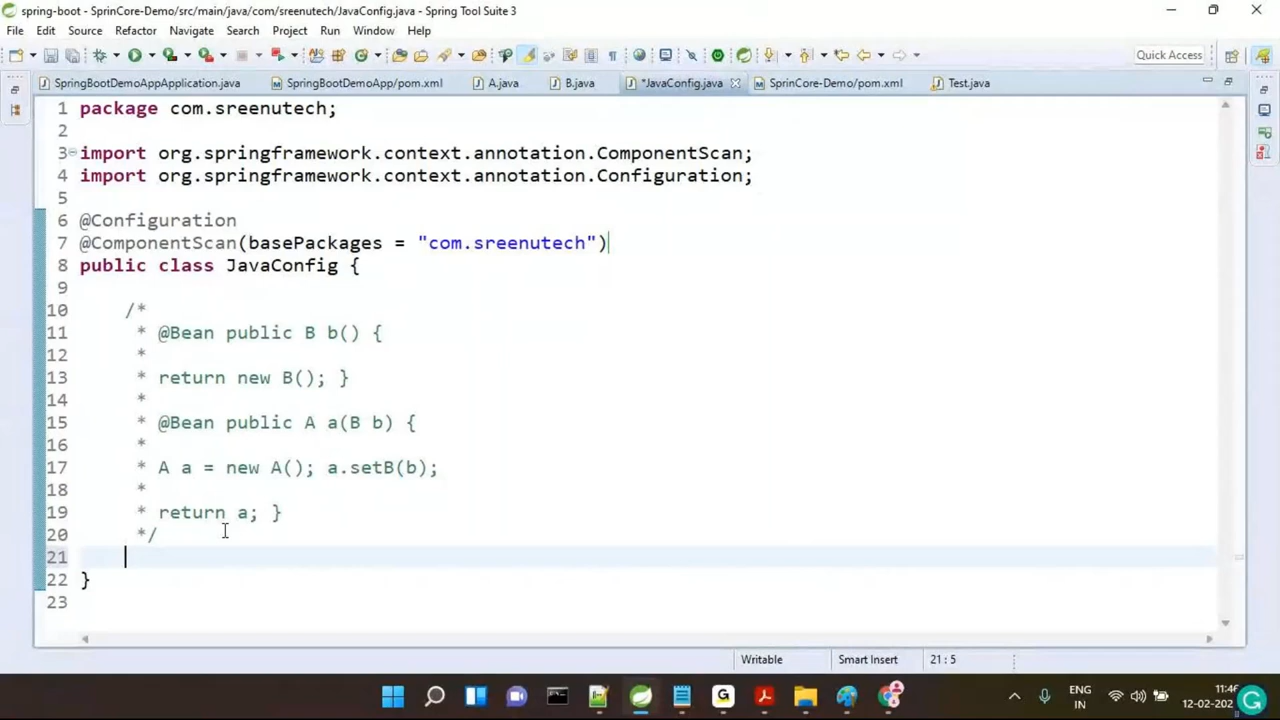 spring-boot - SprinCore-Demo/src/main/java/com/sreenutech/JavaConfig.java - Spring Tool Suite 3
File Edit Source Refactor Navigate Search Project Run Window Help
Quick Access
SpringBootDemoAppApplication.java SpringBootDemoApp/pom.xml A.java B.java *JavaConfig.java SprinCore-Demo/pom.xml Test.java
1 package com.sreenutech;
2
3 import org.springframework.context.annotation.ComponentScan;
4 import org.springframework.context.annotation.Configuration;
5
6 @Configuration
7 @ComponentScan(basePackages = "com.sreenutech")
8 public class JavaConfig {
9
10 /*
11 * @Bean public B b() {
12 *
13 * return new B(); }
14 *
15 * @Bean public A a(B b) {
16 *
17 * A a = new A(); a.setB(b);
18 *
19 * return a; }
20 */
21
22 }
23
Writable Smart Insert 21 : 5
ENG 11:46
IN 12-02-202